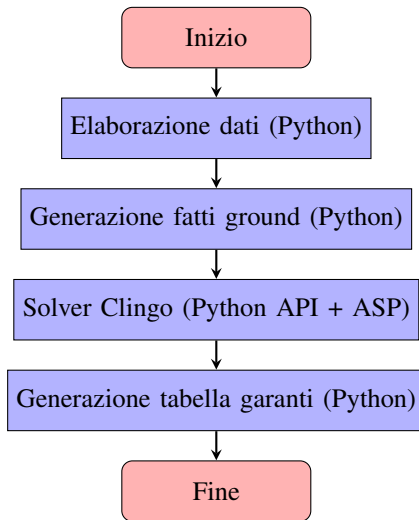 Inizio
Elaborazione dati (Python)
Generazione fatti ground (Python)
Solver Clingo (Python API + ASP)
Generazione tabella garanti (Python)
Fine